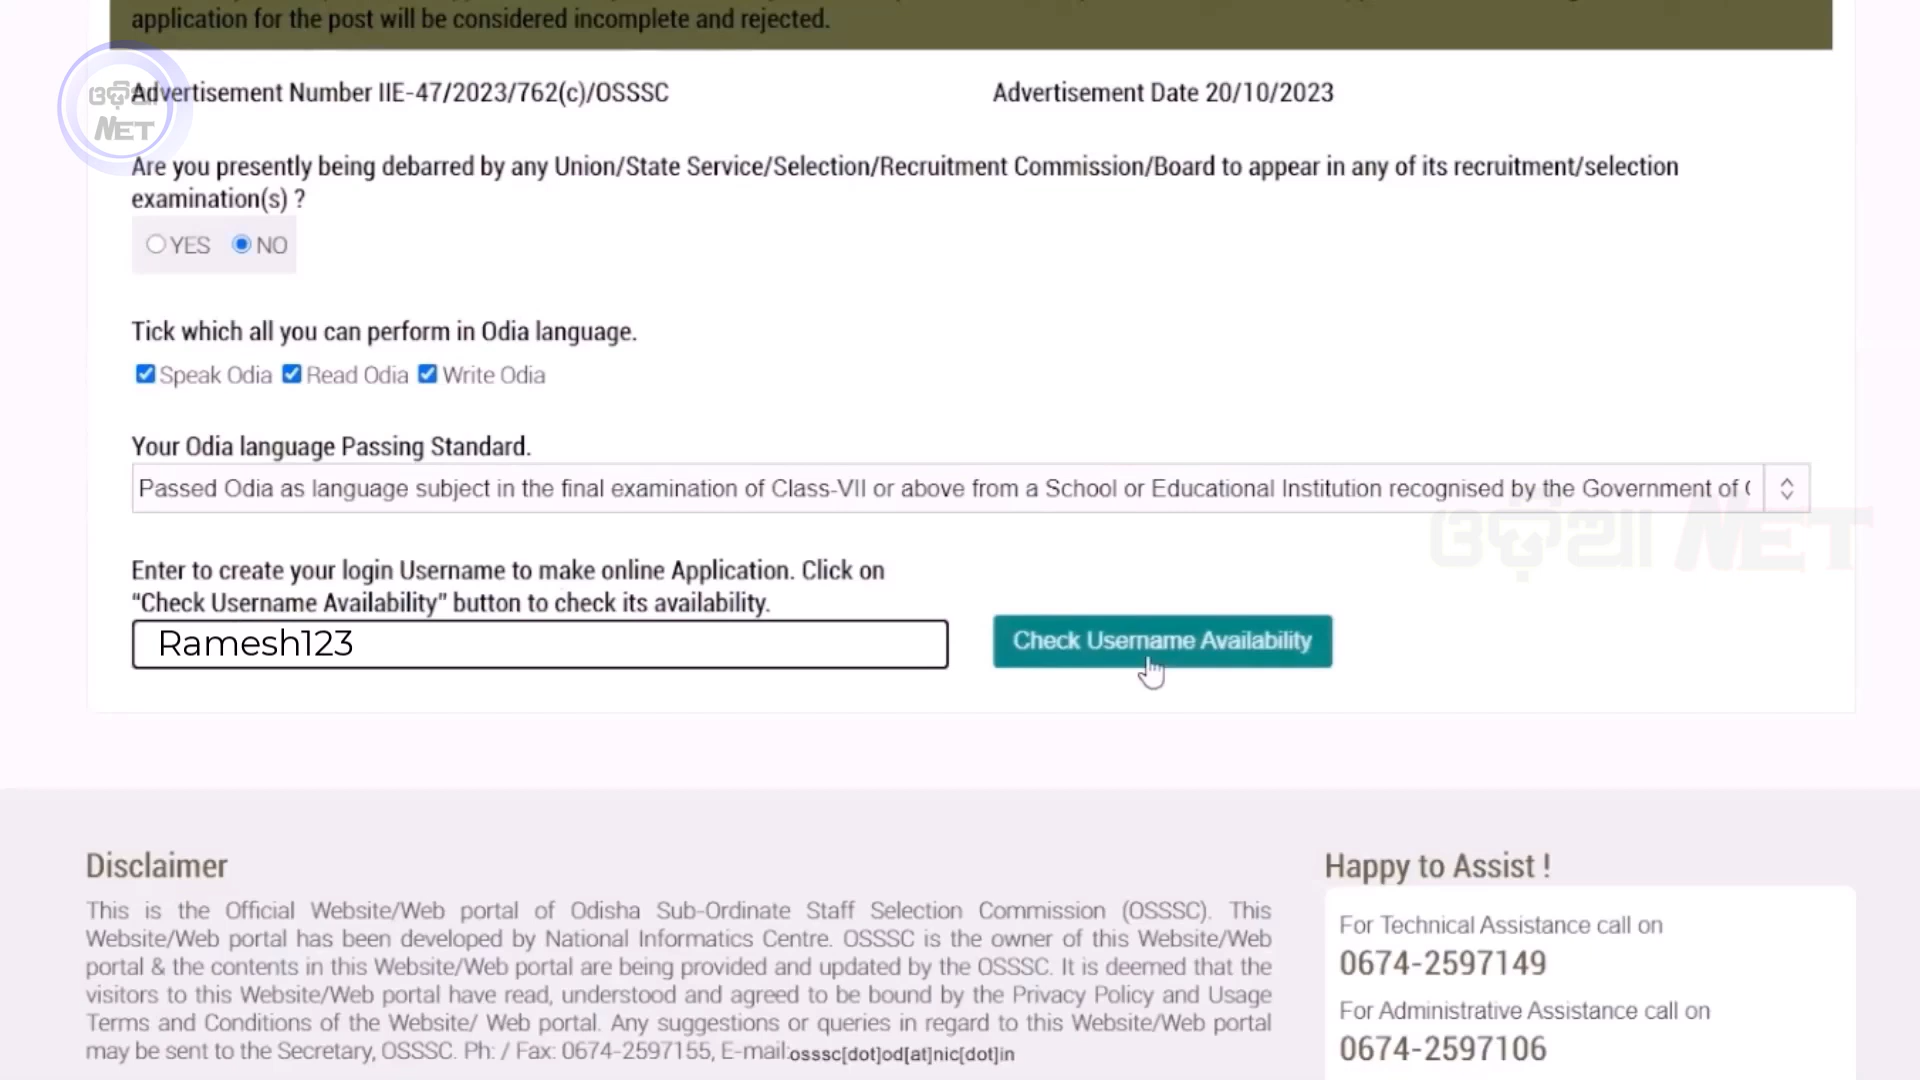 application for the post will be considered incomplete and rejected.
ଓଡ଼ିଆ
NET
Advertisement Number IIE-47/2023/762(c)/OSSSC
Advertisement Date 20/10/2023
Are you presently being debarred by any Union/State Service/Selection/Recruitment Commission/Board to appear in any of its recruitment/selection
examination(s) ?
YES NO
Tick which all you can perform in Odia language.
Speak Odia Read Odia Write Odia
Your Odia language Passing Standard.
Passed Odia as language subject in the final examination of Class-VII or above from a School or Educational Institution recognised by the Government of
ଓଡ଼ିଆ NET
Enter to create your login Username to make online Application. Click on
“Check Username Availability” button to check its availability.
Ramesh123
Check Username Availability
Disclaimer
This is the Official Website/Web portal of Odisha Sub-Ordinate Staff Selection Commission (OSSSC). This
Website/Web portal has been developed by National Informatics Centre. OSSSC is the owner of this Website/Web
portal & the contents in this Website/Web portal are being provided and updated by the OSSSC. It is deemed that the
visitors to this Website/Web portal have read, understood and agreed to be bound by the Privacy Policy and Usage
Terms and Conditions of the Website/ Web portal. Any suggestions or queries in regard to this Website/Web portal
may be sent to the Secretary, OSSSC. Ph: / Fax: 0674-2597155, E-mail:osssc[dot]od[at]nic[dot]in
Happy to Assist !
For Technical Assistance call on
0674-2597149
For Administrative Assistance call on
0674-2597106